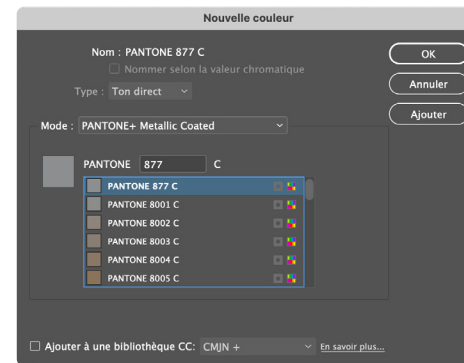 Nouvelle couleur
Nom : PANTONE 877 C
Nommer selon la valeur chromatique
Type : Ton direct
OK
Annuler
Ajouter
Mode : PANTONE+ Metallic Coated
PANTONE 877 C
PANTONE 877 C
PANTONE 8001 C
PANTONE 8002 C
PANTONE 8003 C
PANTONE 8004 C
PANTONE 8005 C
Ajouter à une bibliothèque CC: CMJN + En savoir plus...